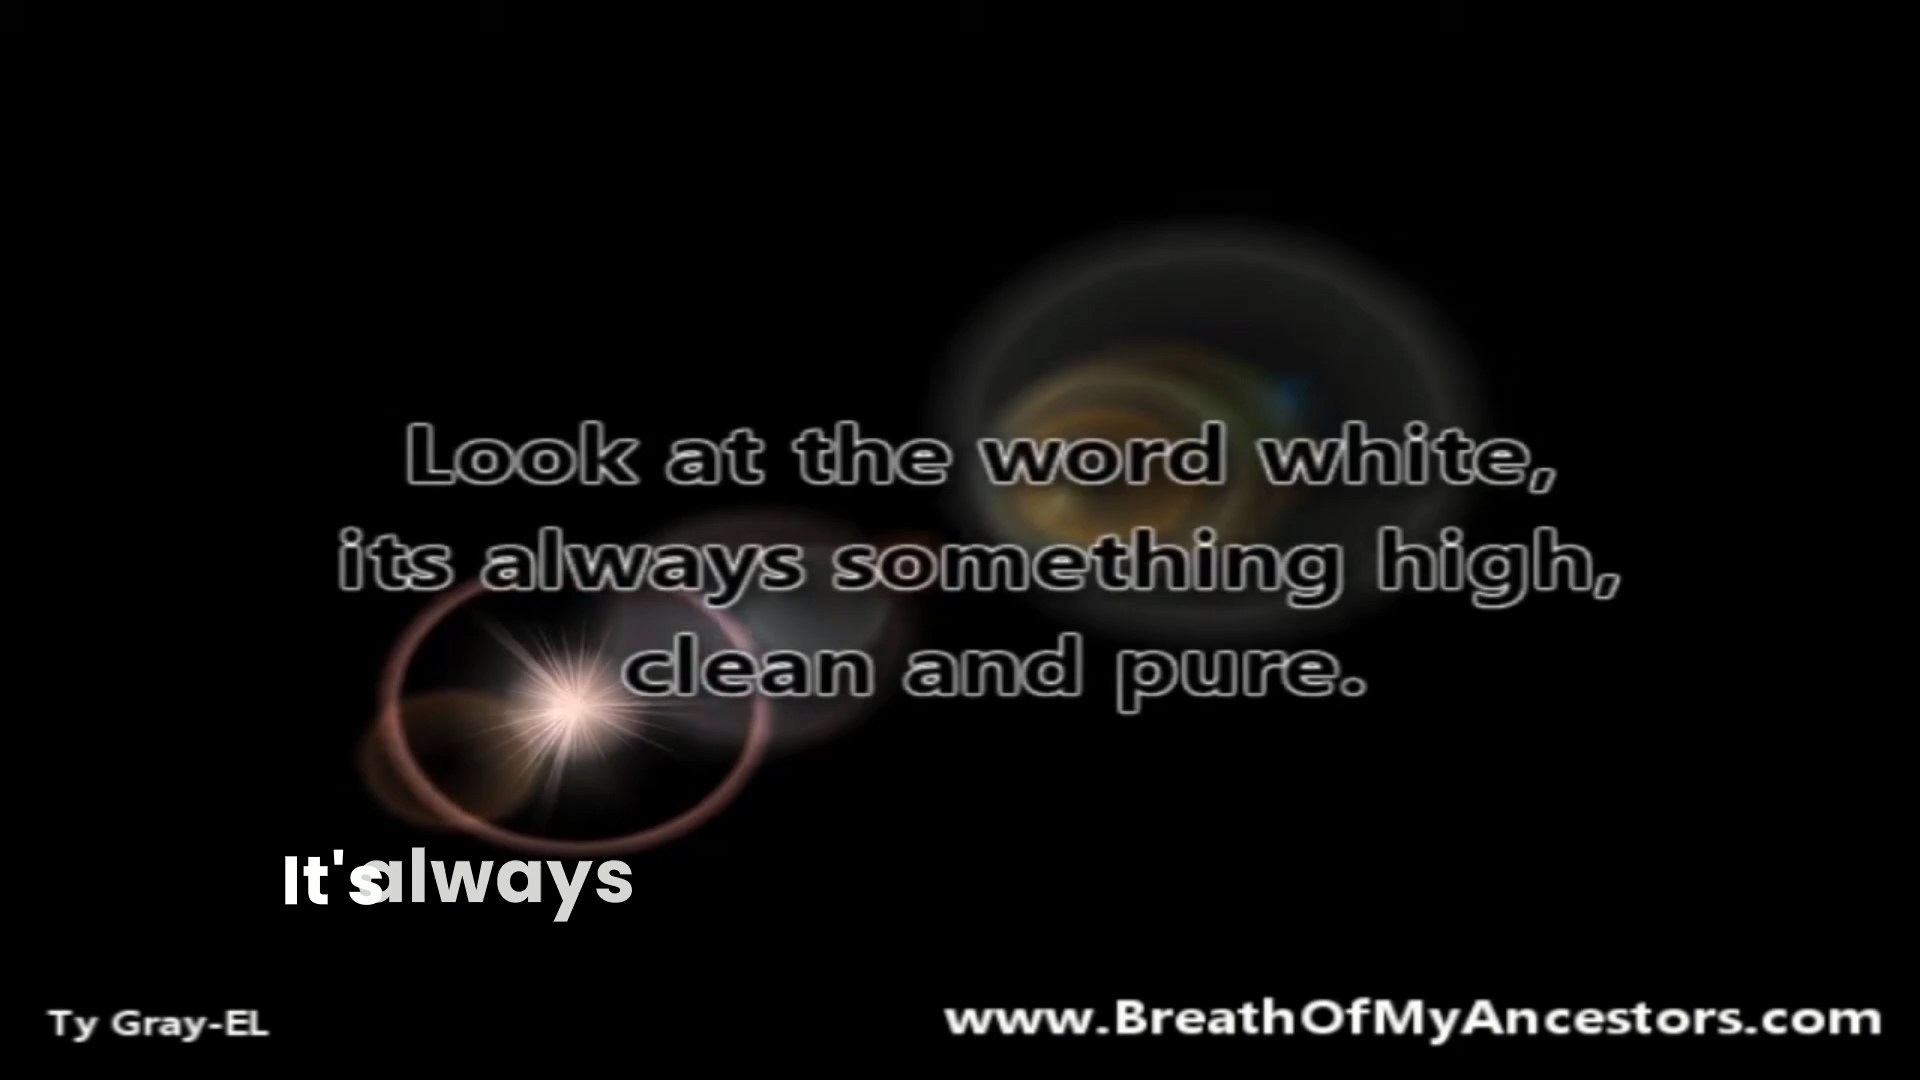 Look at the word white,
its always something high,
clean and pure.
It's always
Ty Gray-EL
www.BreathOfMyAncestors.com